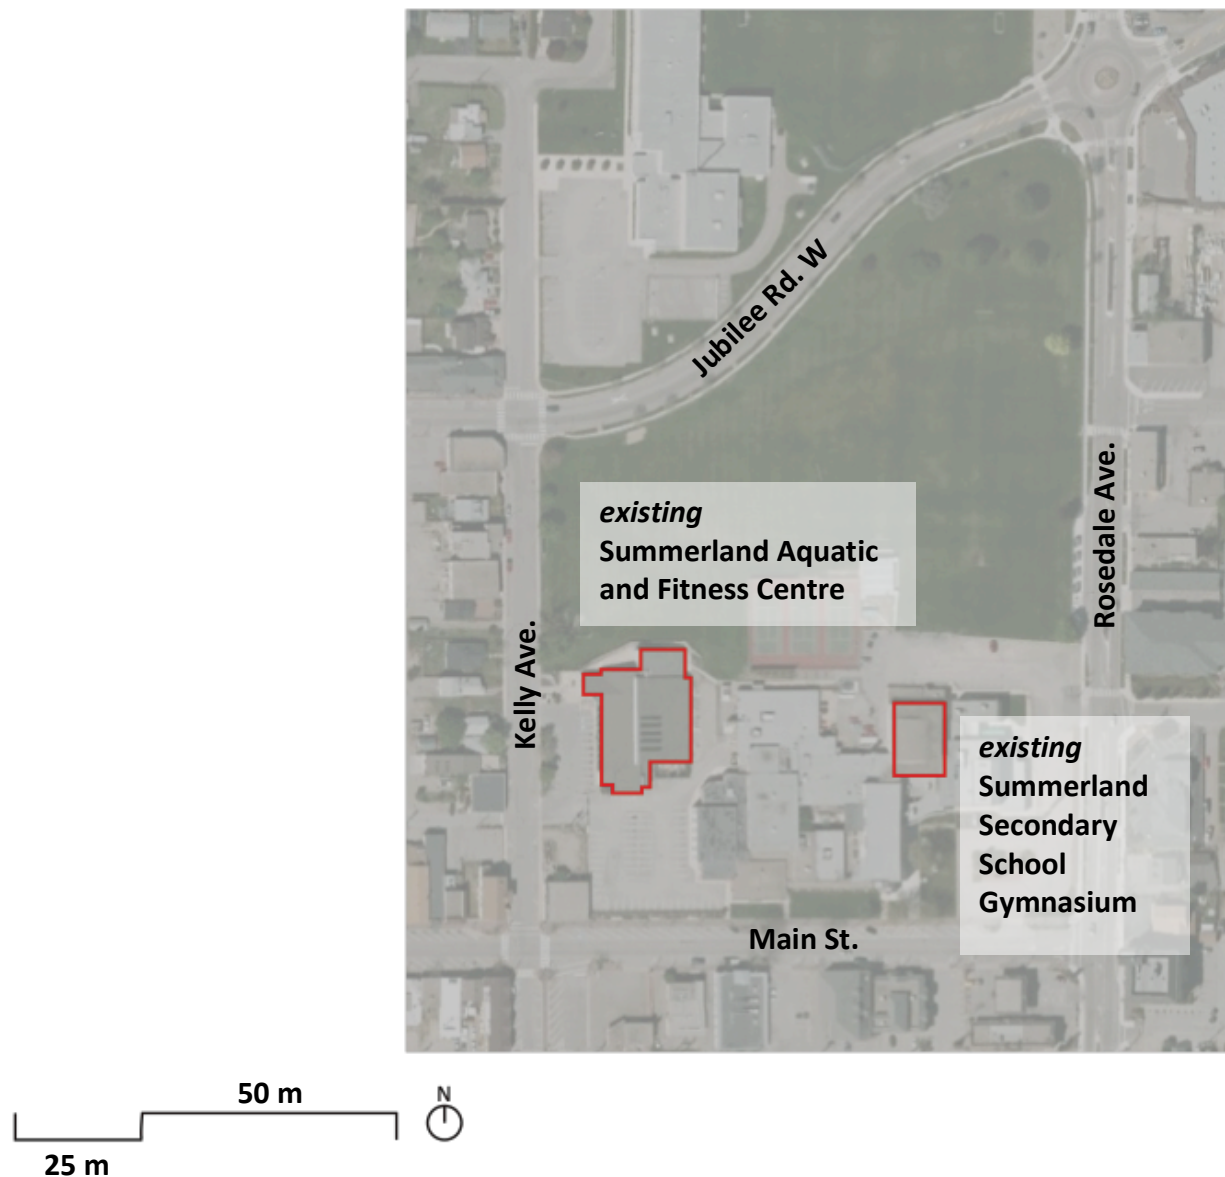 Jubilee Rd. W
Rosedale Ave.
existing
Summerland Aquatic
and Fitness Centre
Kelly Ave.
existing
Summerland
Secondary
School
Gymnasium
Main St.
50 m
N
25 m